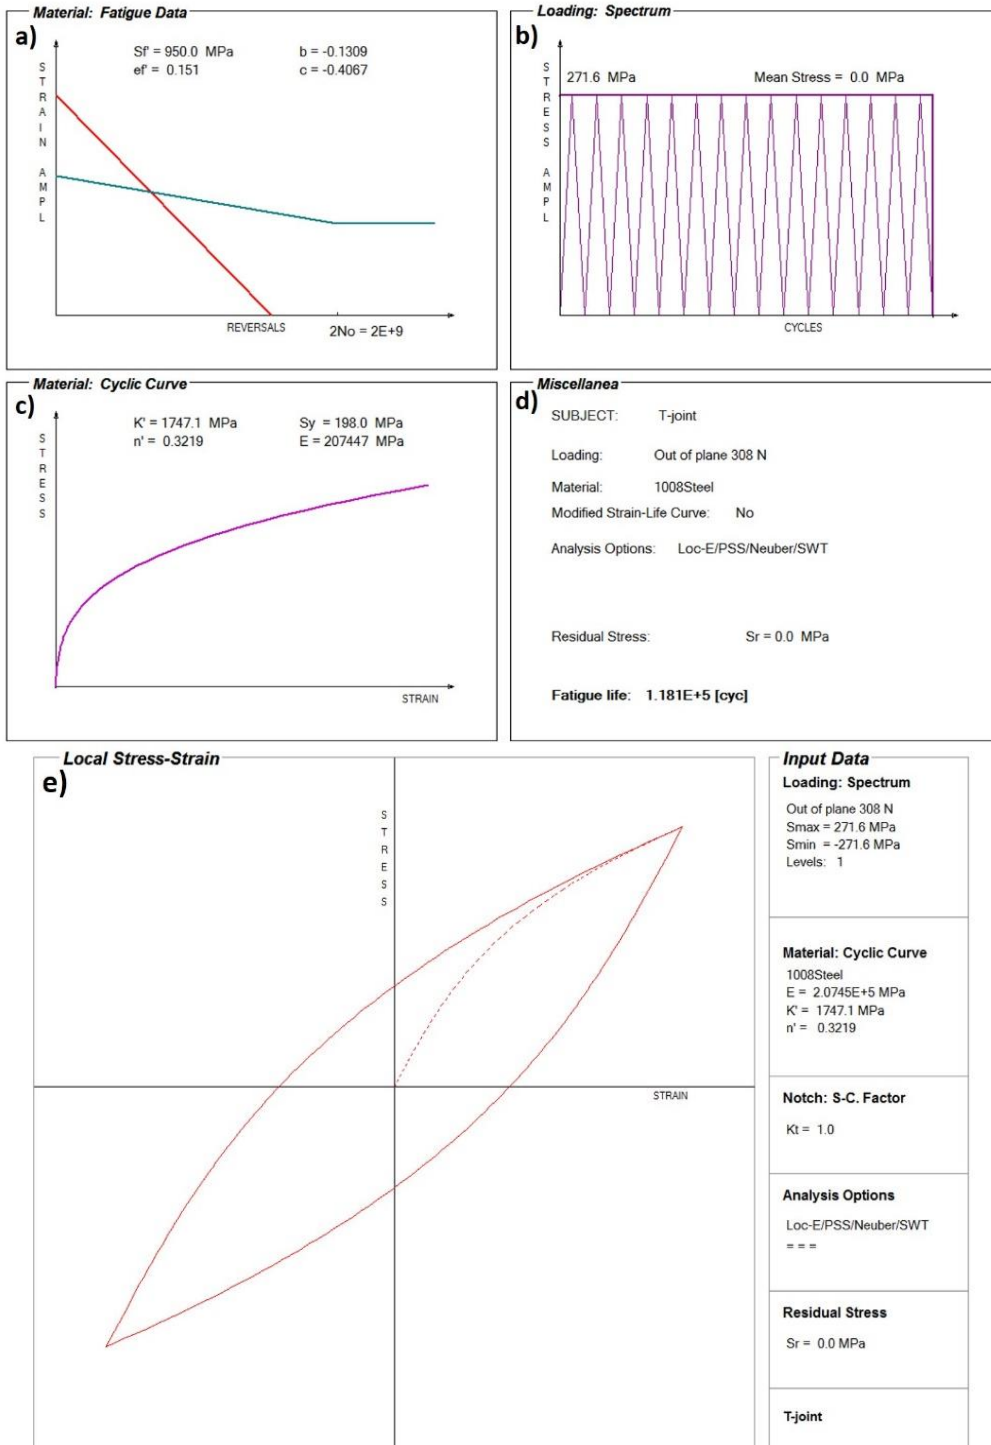 Material: Fatigue Data
a)
Sf' = 950.0 MPa b = -0.1309
ef' = 0.151 c = -0.4067
STRAIN AMPL
REVERSALS
2No = 2E+9
Loading: Spectrum
b)
271.6 MPa Mean Stress = 0.0 MPa
STRESS AMPL
CYCLES
Material: Cyclic Curve
c)
K' = 1747.1 MPa Sy = 198.0 MPa
n' = 0.3219 E = 207447 MPa
STRESS
STRAIN
Miscellanea
d)
SUBJECT: T-joint
Loading: Out of plane 308 N
Material: 1008Steel
Modified Strain-Life Curve: No
Analysis Options: Loc-E/PSS/Neuber/SWT
Residual Stress: Sr = 0.0 MPa
Fatigue life: 1.181E+5 [cyc]
Local Stress-Strain
e)
STRESS
STRAIN
Input Data
Loading: Spectrum
Out of plane 308 N
Smax = 271.6 MPa
Smin = -271.6 MPa
Levels: 1
Material: Cyclic Curve
1008Steel
E = 2.0745E+5 MPa
K' = 1747.1 MPa
n' = 0.3219
Notch: S-C. Factor
Kt = 1.0
Analysis Options
Loc-E/PSS/Neuber/SWT
= = =
Residual Stress
Sr = 0.0 MPa
T-joint